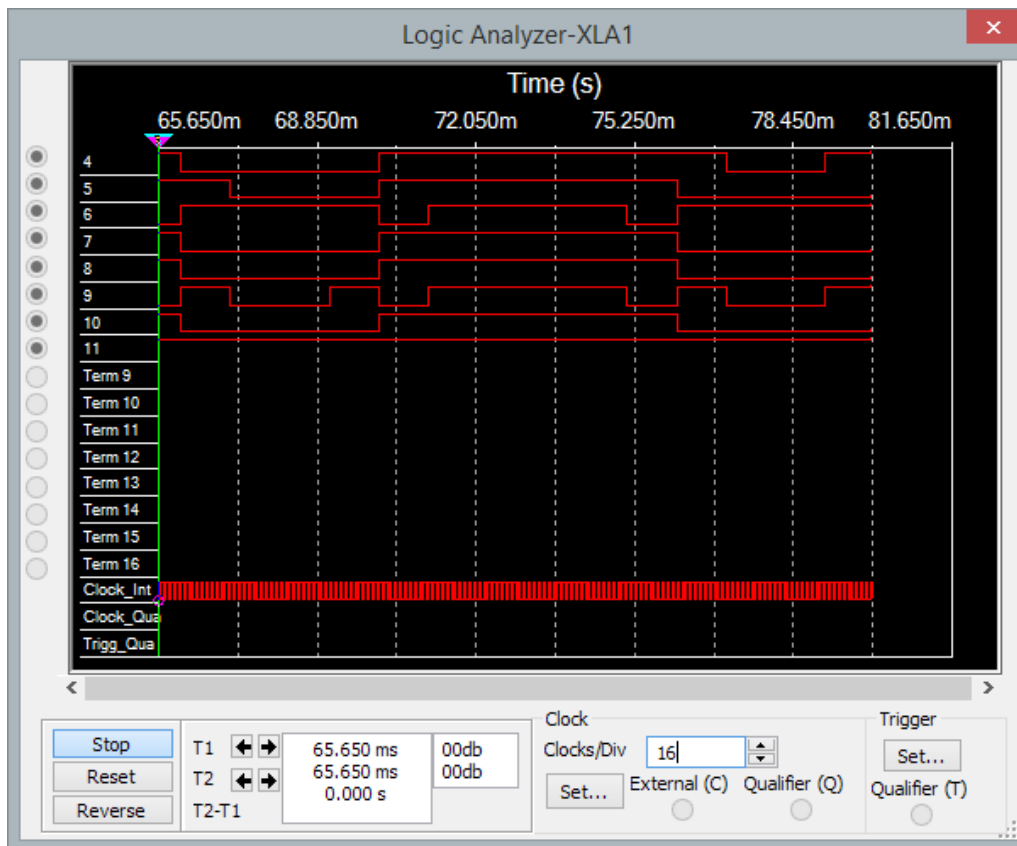 Logic Analyzer-XLA1
Time (s)
65.650m 68.850m 72.050m 75.250m 78.450m 81.650m
4
5
6
7
8
9
10
11
Term 9
Term 10
Term 11
Term 12
Term 13
Term 14
Term 15
Term 16
Clock_Int
Clock_Qua
Trigg_Qua
Stop
Reset
Reverse
T1
T2
T2-T1
65.650 ms
65.650 ms
0.000 s
00db
00db
Clock
Clocks/Div 16
Set... External (C) Qualifier (Q)
Trigger
Set...
Qualifier (T)